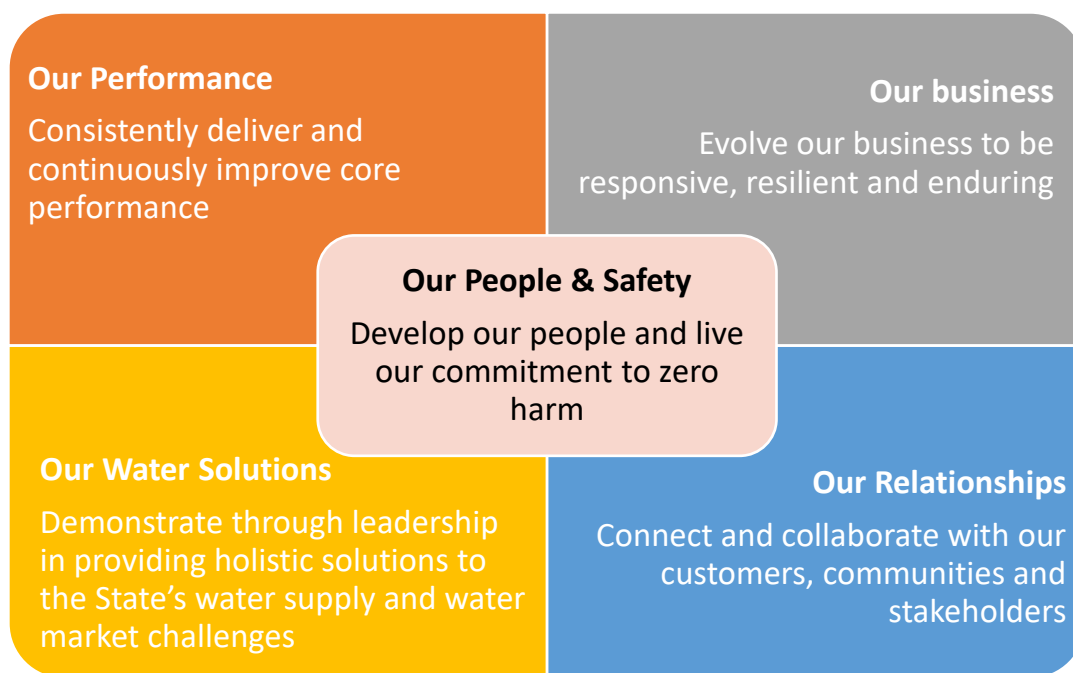 Our Performance
Consistently deliver and
continuously improve core
performance
Our business
Evolve our business to be
responsive, resilient and enduring
Our People & Safety
Develop our people and live
our commitment to zero
harm
Our Water Solutions
Demonstrate through leadership
in providing holistic solutions to
the State’s water supply and water
market challenges
Our Relationships
Connect and collaborate with our
customers, communities and
stakeholders